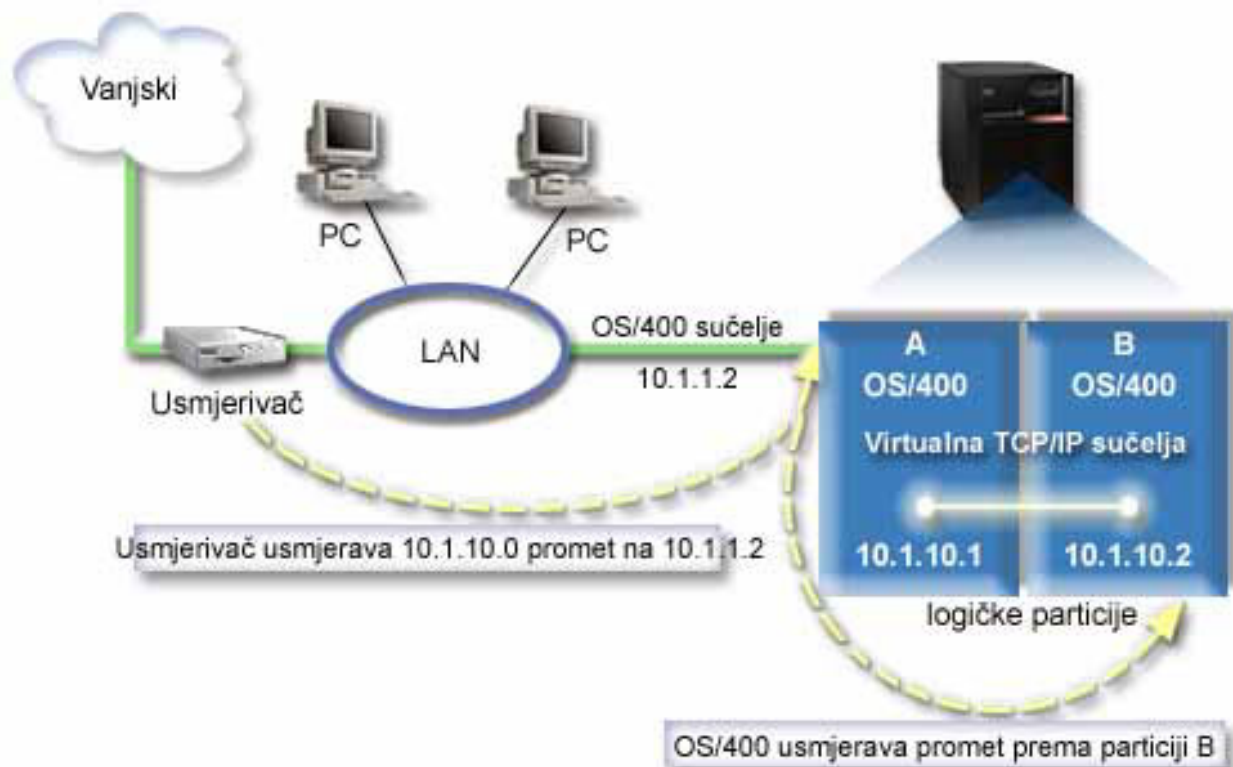 Vanjski
PC
PC
LAN
Usmjerivač
OS/400 sučelje
10.1.1.2
A
OS/400
B
OS/400
Virtualna TCP/IP sučelja
10.1.10.1
10.1.10.2
logičke particije
Usmjerivač usmjerava 10.1.10.0 promet na 10.1.1.2
OS/400 usmjerava promet prema particiji B